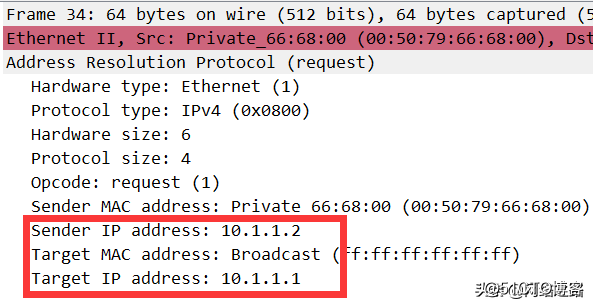 Frame 34: 64 bytes on wire (512 bits), 64 bytes captured (5
Ethernet II, Src: Private_66:68:00 (00:50:79:66:68:00), Dst
Address Resolution Protocol (request)
Hardware type: Ethernet (1)
Protocol type: IPv4 (0x0800)
Hardware size: 6
Protocol size: 4
Opcode: request (1)
Sender MAC address: Private 66:68:00 (00:50:79:66:68:00)
Sender IP address: 10.1.1.2
Target MAC address: Broadcast (ff:ff:ff:ff:ff:ff)
Target IP address: 10.1.1.1